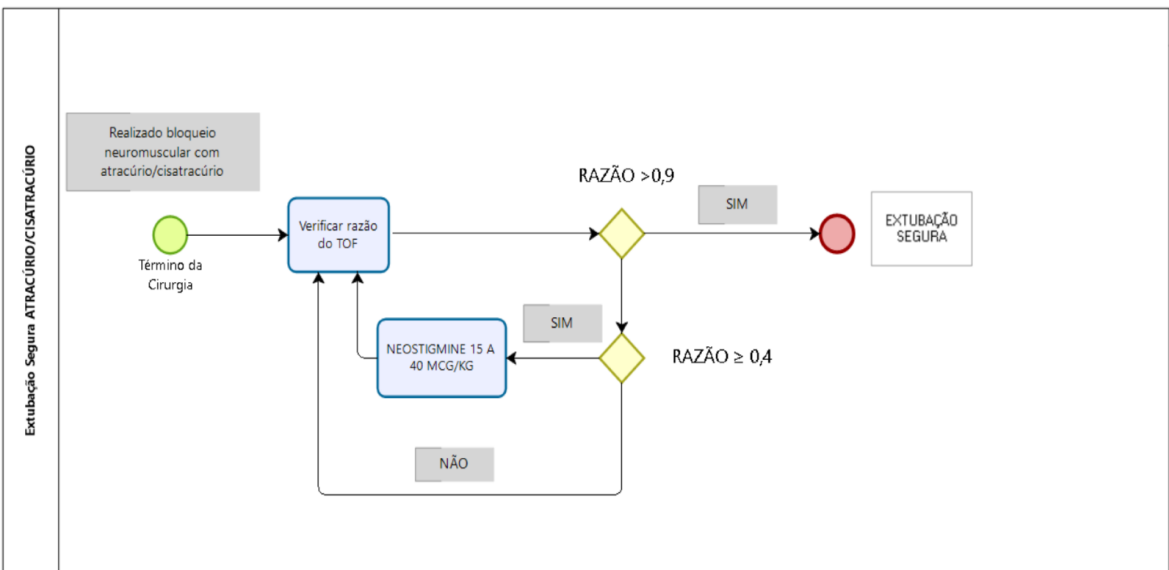 Extubação Segura ATRACÚRIO/CISATRACÚRIO
Realizado bloqueio
neuromuscular com
atracúrio/cisatracúrio
Término da
Cirurgia
Verificar razão
do TOF
RAZÃO >0,9
SIM
EXTUBAÇÃO
SEGURA
SIM
NEOSTIGMINE 15 A
40 MCG/KG
RAZÃO ≥ 0,4
NÃO